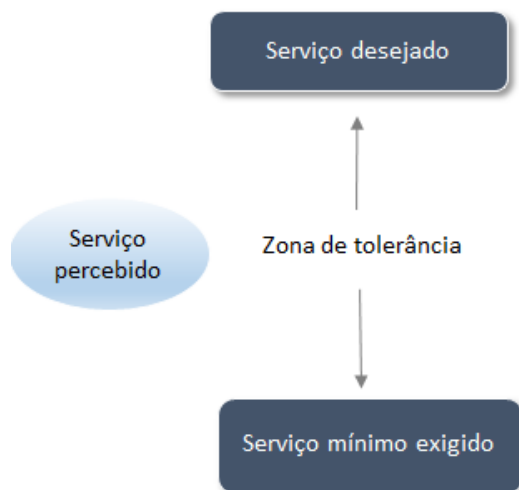 Serviço desejado
Serviço
percebido
Zona de tolerância
Serviço mínimo exigido